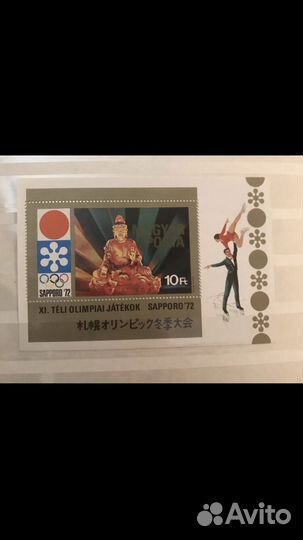 MAGYAR
POSTA
10 Ft
SAPPORO '72
XI. TÉLI OLIMPIAI JÁTÉKOK SAPPORO '72
札幌オリンピック冬季大会
Avito